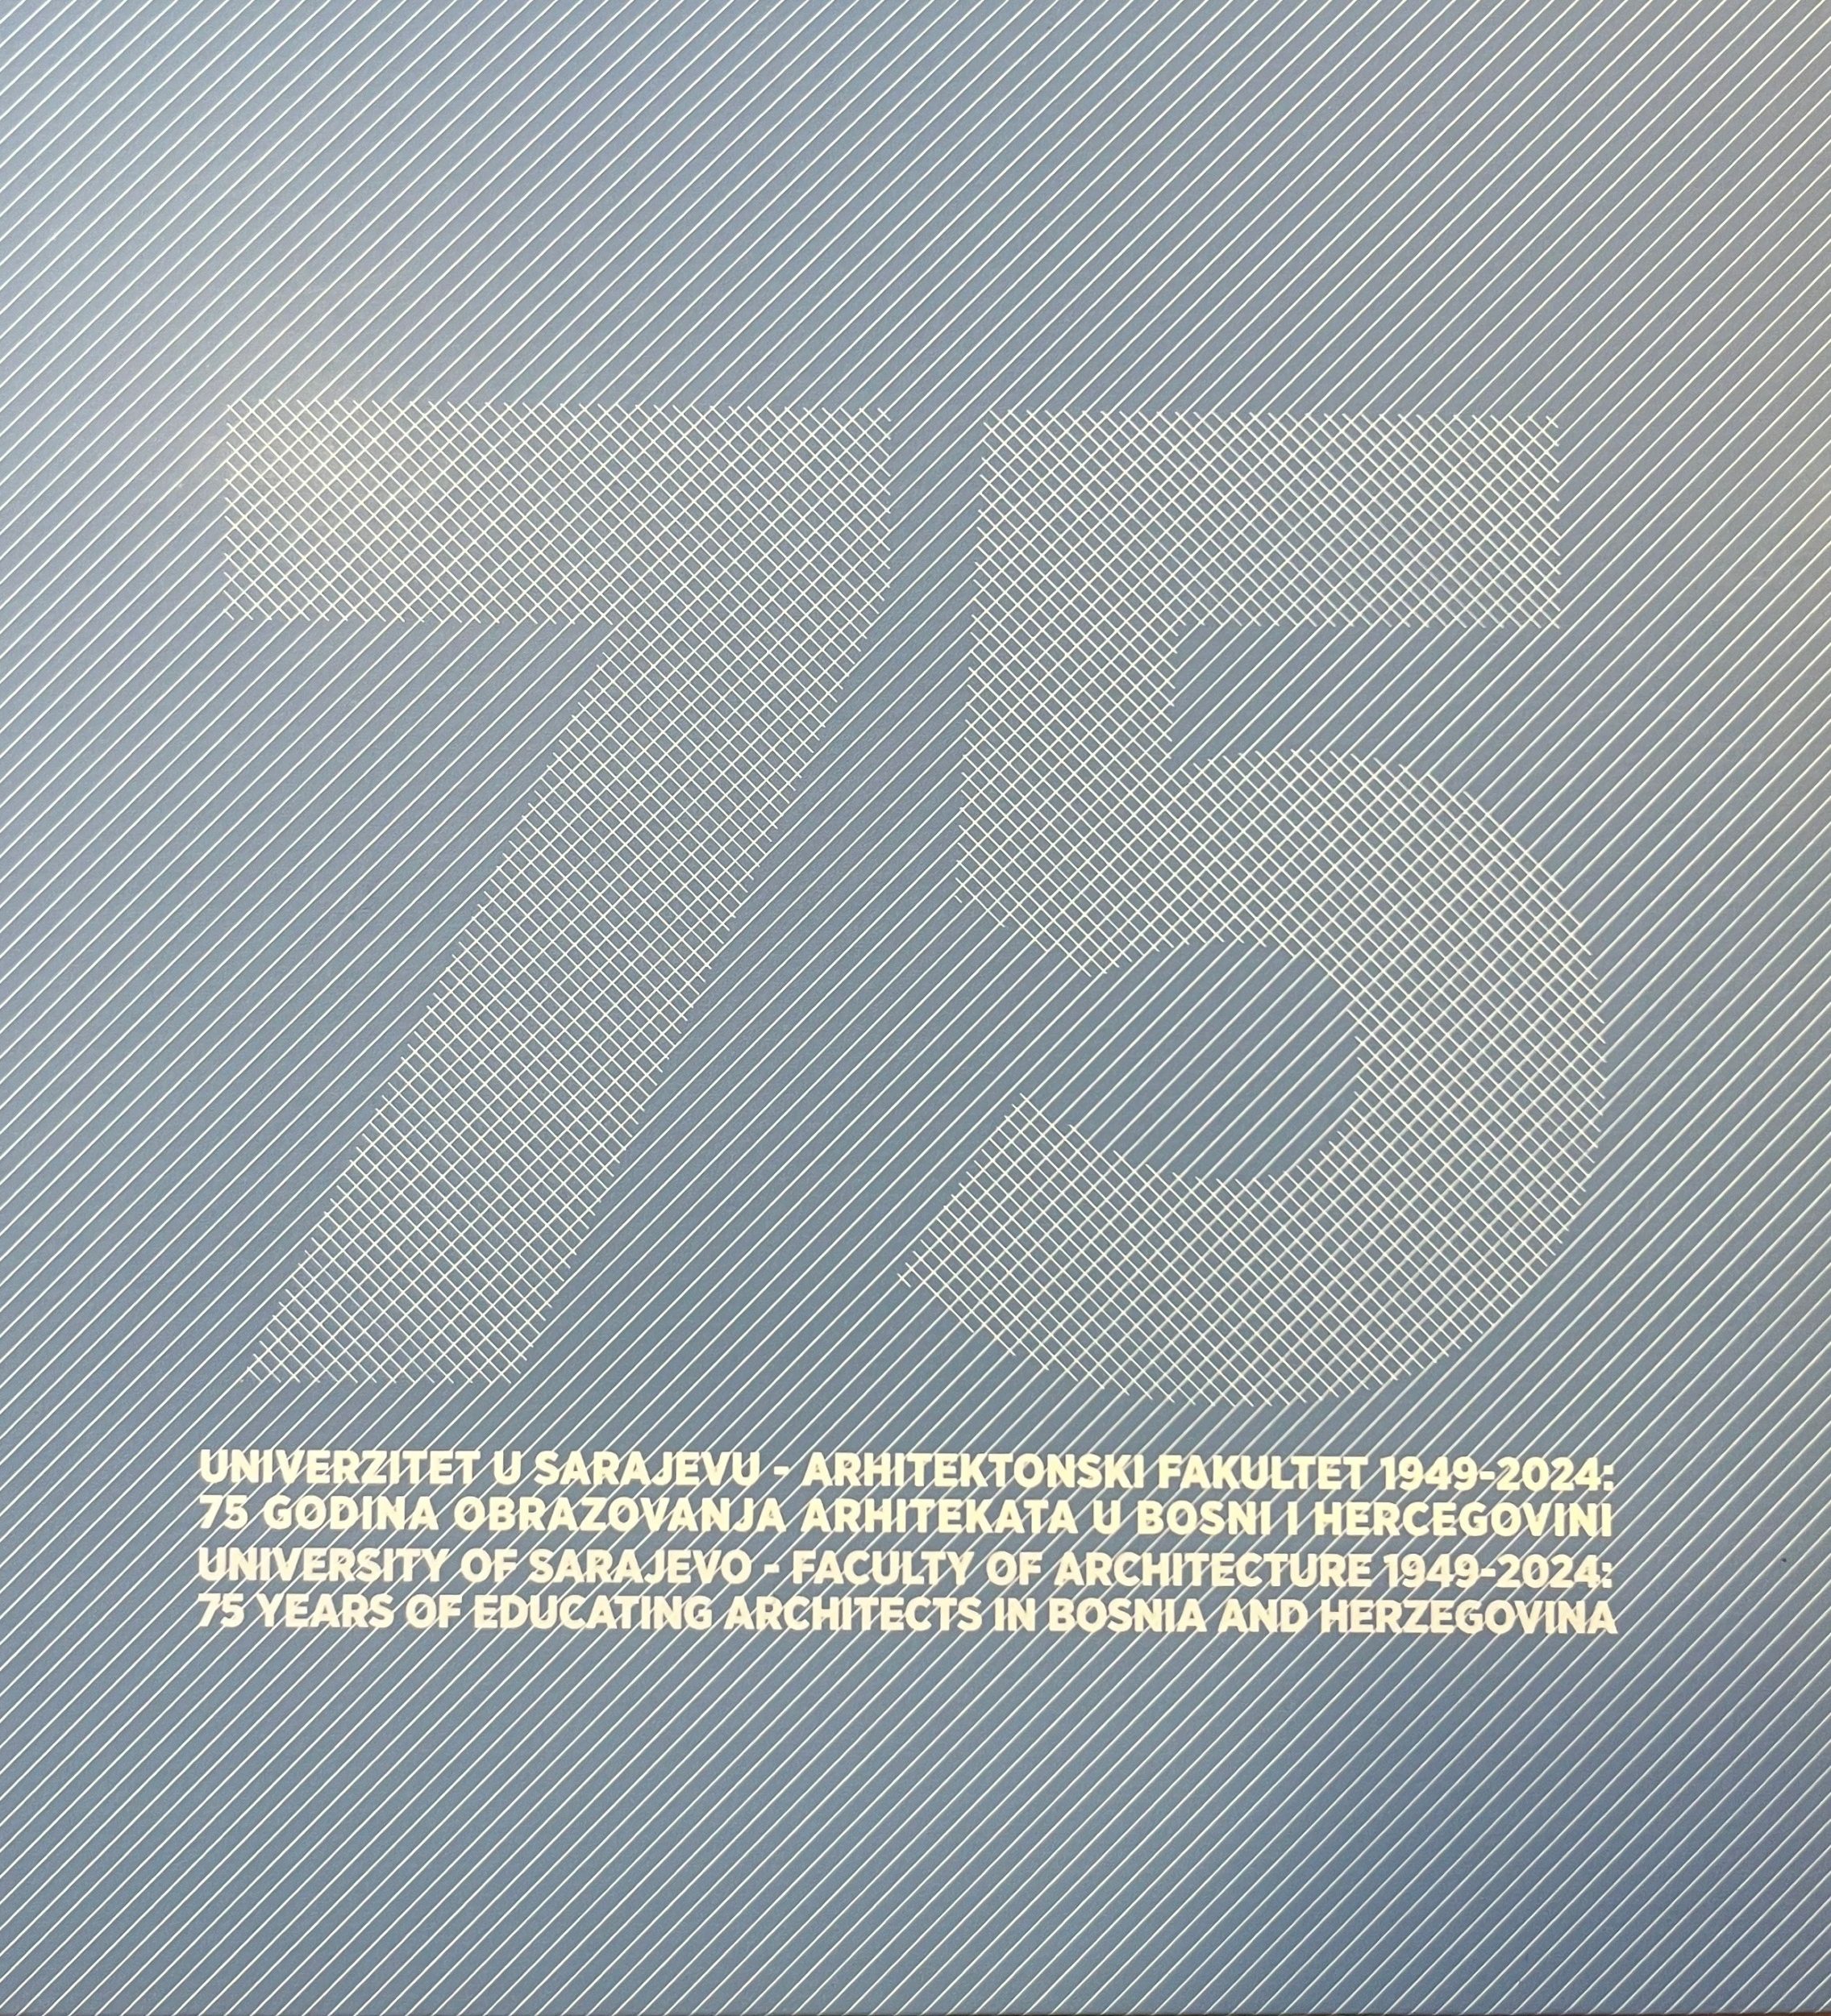 75
UNIVERZITET U SARAJEVU - ARHITEKTONSKI FAKULTET 1949-2024:
75 GODINA OBRAZOVANJA ARHITEKATA U BOSNI I HERCEGOVINI
UNIVERSITY OF SARAJEVO - FACULTY OF ARCHITECTURE 1949-2024:
75 YEARS OF EDUCATING ARCHITECTS IN BOSNIA AND HERZEGOVINA